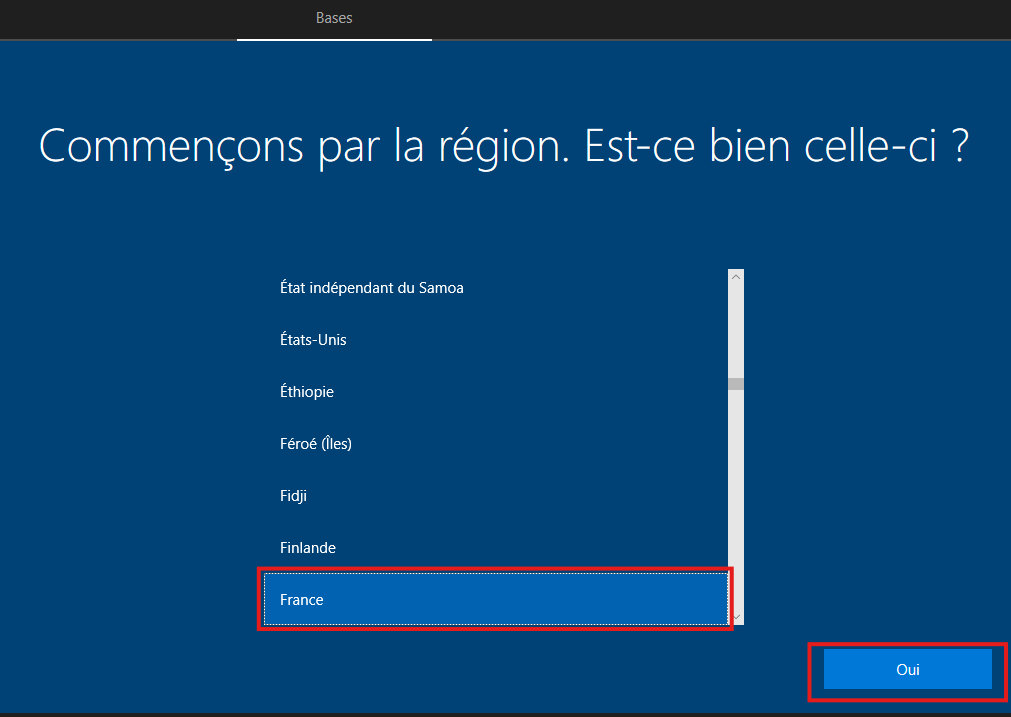 Bases
Commençons par la région. Est-ce bien celle-ci ?
État indépendant du Samoa
États-Unis
Éthiopie
Féroé (Îles)
Fidji
Finlande
France
Oui